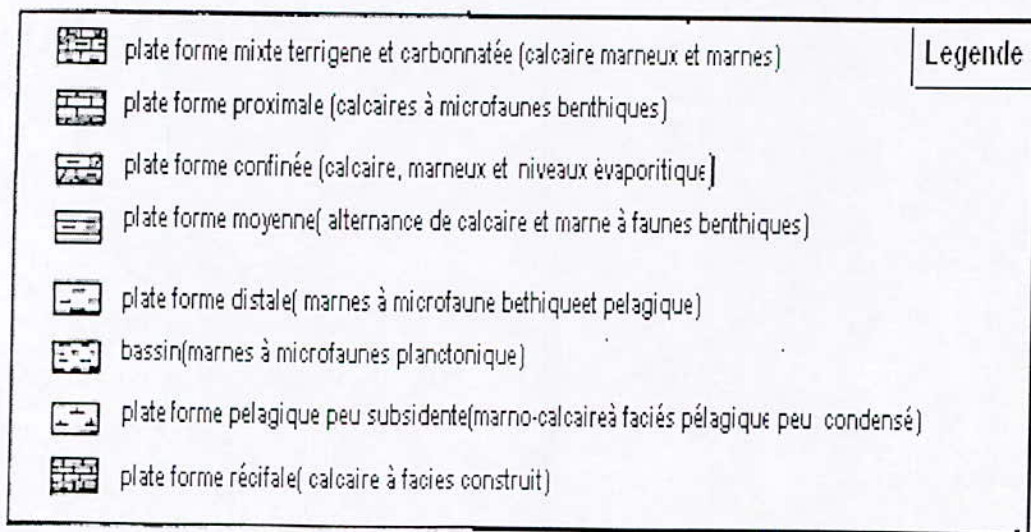 plate forme mixte terrigene et carbonnatée (calcaire marneux et marnes)
Legende
plate forme proximale (calcaires à microfaunes benthiques)
plate forme confinée (calcaire, marneux et niveaux èvaporitique)
plate forme moyenne( alternance de calcaire et marne à faunes benthiques)
plate forme distale( marnes à microfaune bethiqueet pelagique)
bassin(marnes à microfaunes planctonique)
plate forme pelagique peu subsidente(marno-calcaireà faciés pélagique peu condensé)
plate forme récifale( calcaire à facies construit)